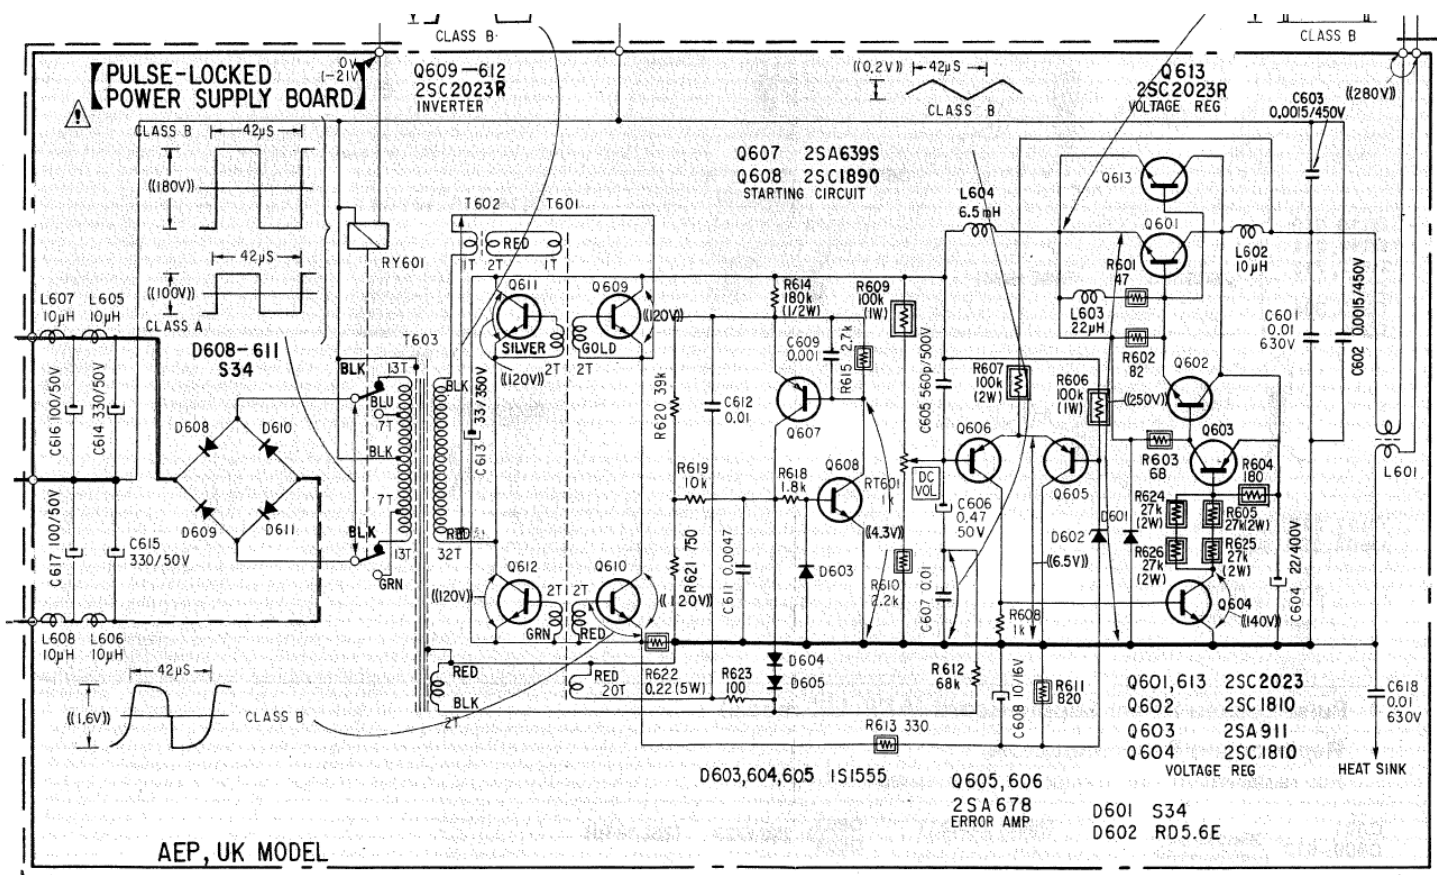 CLASS B
CLASS B
【PULSE-LOCKED
POWER SUPPLY BOARD】
0V
(-21V)
Q609-612
2SC2023R
INVERTER
((0,2V))
42µS
CLASS B
Q613
2SC2023R
VOLTAGE REG
C603
0,0015/450V
((280V))
CLASS B
42µS
((180V))
42µS
((100V))
CLASS A
Q607 2SA639S
Q608 2SC1890
STARTING CIRCUIT
L604
6.5mH
Q613
Q601
L602
10µH
R601
47
L603
22µH
R602
82
C601
0.01
630V
C602 0.0015/450V
RY601
T602
T601
RED
1T
2T
1T
Q611
Q609
((120V))
SILVER
GOLD
2T
2T
((120V))
R614
180k
(1/2W)
R609
100k
(1W)
C609
0.001
R615 2.7k
L607
10µH
L605
10µH
D608-611
S34
T603
13T
BLK
BLU
7T
BLK
7T
BLK
13T
GRN
BLK
RED
32T
C613 33/350V
C616 100/50V
C614 330/50V
D608
D610
D609
D611
C617 100/50V
C615
330/50V
R620 39k
C612
0.01
Q607
C605 560p/500V
R607
100k
(2W)
R606
100k
(1W)
((250V))
Q602
Q603
R603
68
R604
180
L601
R619
10k
R618
1.8k
Q608
RT601
1k
DC
VOL
Q606
Q605
C606
0.47
50V
((4.3V))
D602
D601
((6.5V))
R624
27k
(2W)
R605
27k(2W)
R626
27k
(2W)
R625
27k
(2W)
C604 22/400V
Q604
((140V))
Q612
Q610
2T
2T
((120V))
((120V))
GRN
RED
R621 750
C611 0.0047
D603
R610
2.2k
C607 0.01
R608
1k
L608
10µH
L606
10µH
42µS
((1,6V))
CLASS B
RED
BLK
2T
RED
20T
R622
0.22(5W)
R623
100
D604
D605
R612
68k
C608 10/16V
R611
820
R613 330
Q601,613 2SC2023
Q602 2SC1810
Q603 2SA911
Q604 2SC1810
VOLTAGE REG
C618
0.01
630V
HEAT SINK
D603,604,605 1S1555
Q605,606
2SA678
ERROR AMP
D601 S34
D602 RD5.6E
AEP, UK MODEL